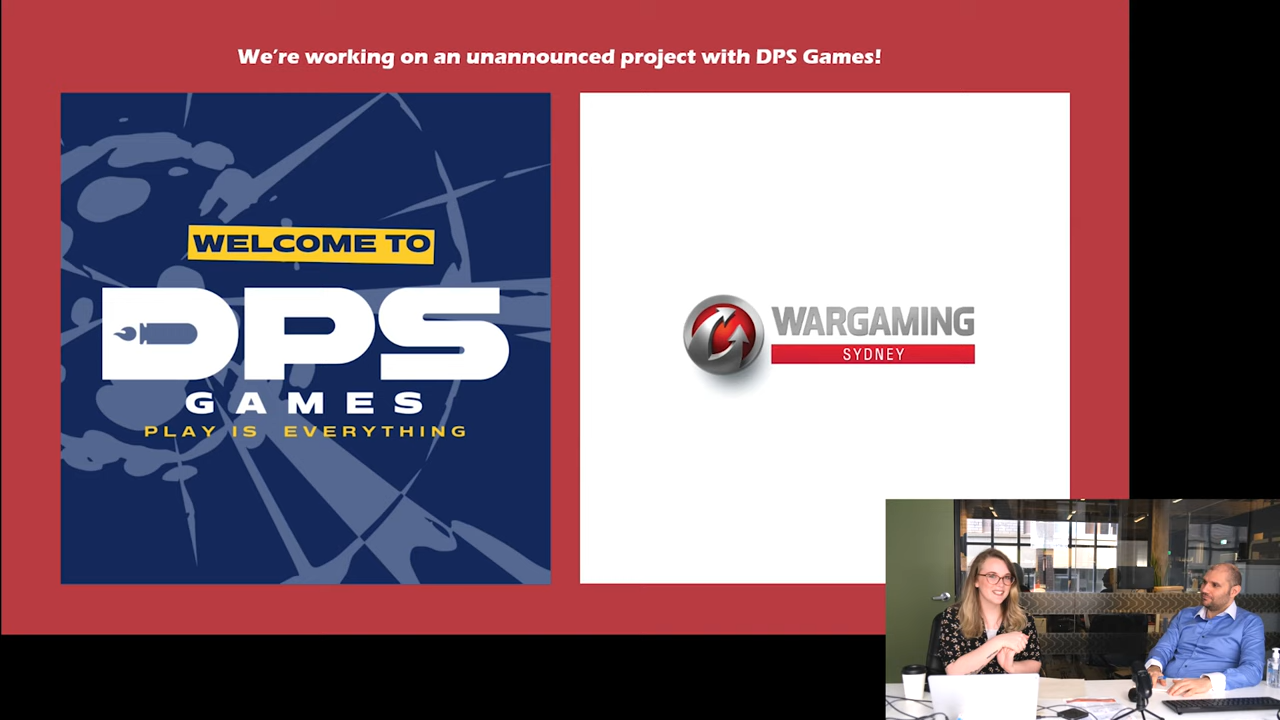 We're working on an unannounced project with DPS Games!
WELCOME TO
DPS
GAMES
PLAY IS EVERYTHING
WARGAMING
SYDNEY